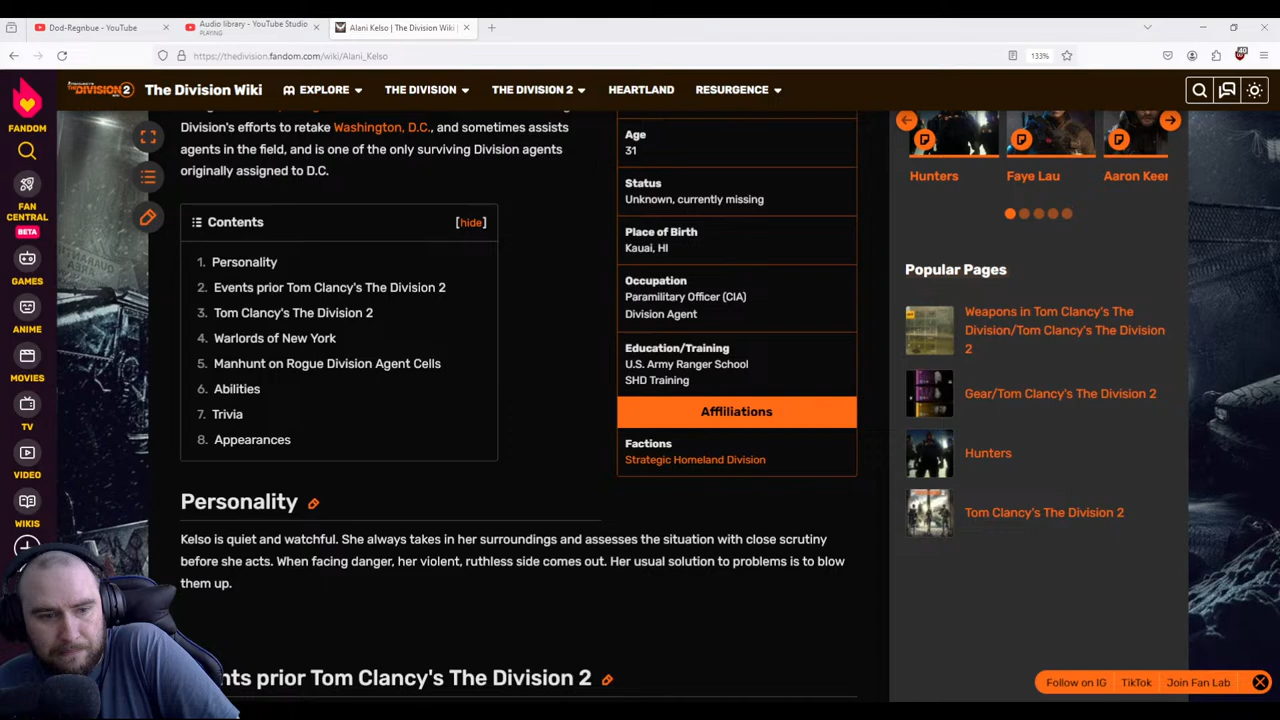 Dod-Regnbue - YouTube
Audio library - YouTube Studio
PLAYING
Alani Kelso | The Division Wiki |
https://thedivision.fandom.com/wiki/Alani_Kelso
133%
40
FANDOM
FAN CENTRAL
BETA
GAMES
ANIME
MOVIES
TV
VIDEO
WIKIS
THE DIVISION 2
The Division Wiki
EXPLORE
THE DIVISION
THE DIVISION 2
HEARTLAND
RESURGENCE
Division's efforts to retake Washington, D.C., and sometimes assists
agents in the field, and is one of the only surviving Division agents
originally assigned to D.C.
Contents [hide]
1. Personality
2. Events prior Tom Clancy's The Division 2
3. Tom Clancy's The Division 2
4. Warlords of New York
5. Manhunt on Rogue Division Agent Cells
6. Abilities
7. Trivia
8. Appearances
Age
31
Status
Unknown, currently missing
Place of Birth
Kauai, HI
Occupation
Paramilitary Officer (CIA)
Division Agent
Education/Training
U.S. Army Ranger School
SHD Training
Affliliations
Factions
Strategic Homeland Division
Personality
Kelso is quiet and watchful. She always takes in her surroundings and assesses the situation with close scrutiny
before she acts. When facing danger, her violent, ruthless side comes out. Her usual solution to problems is to blow
them up.
nts prior Tom Clancy's The Division 2
Hunters
Faye Lau
Aaron Keen
Popular Pages
Weapons in Tom Clancy's The
Division/Tom Clancy's The Division
2
Gear/Tom Clancy's The Division 2
Hunters
Tom Clancy's The Division 2
Follow on IG
TikTok
Join Fan Lab